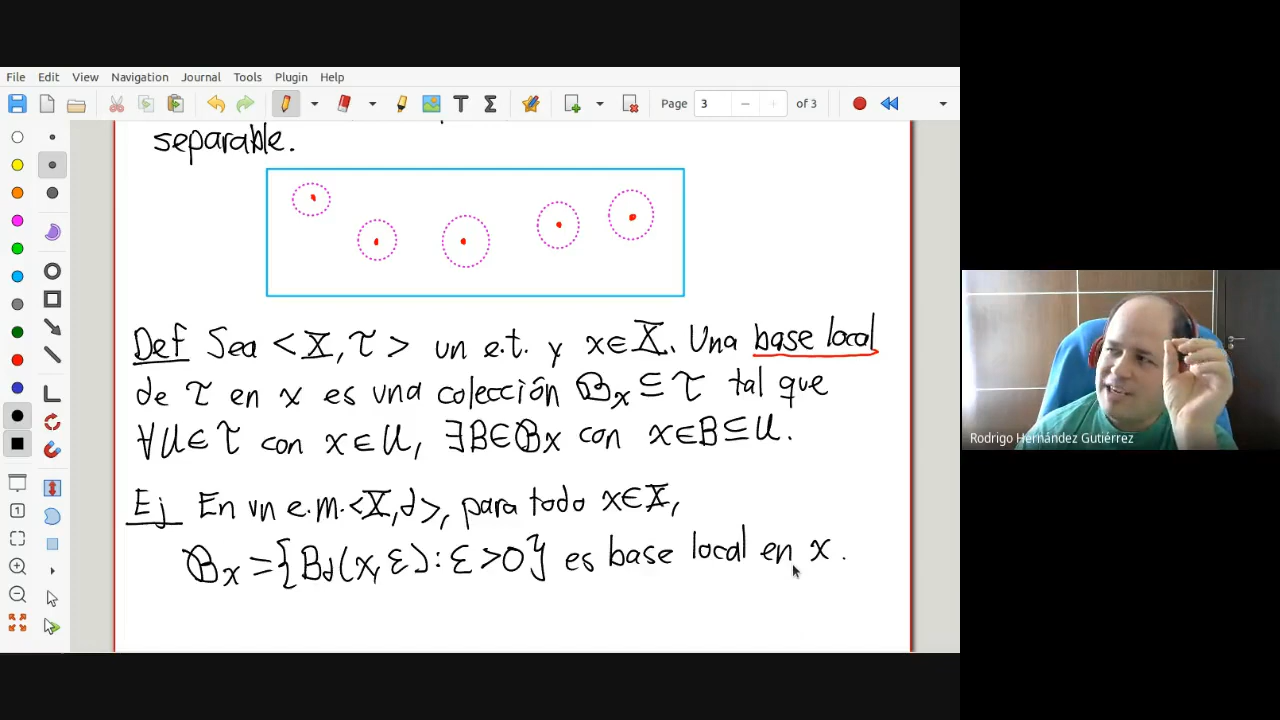 File Edit View Navigation Journal Tools Plugin Help
Page 3 of 3
separable.
Def Sea <X, τ> un e.t. y x∈X. Una base local
de τ en x es una colección ℬx ⊆ τ tal que
∀U∈τ con x∈U, ∃B∈ℬx con x∈B⊆U.
Ej En un e.m. <X,d>, para todo x∈X,
ℬx = {Bd(x,ε) : ε>0} es base local en x.
Rodrigo Hernández Gutiérrez